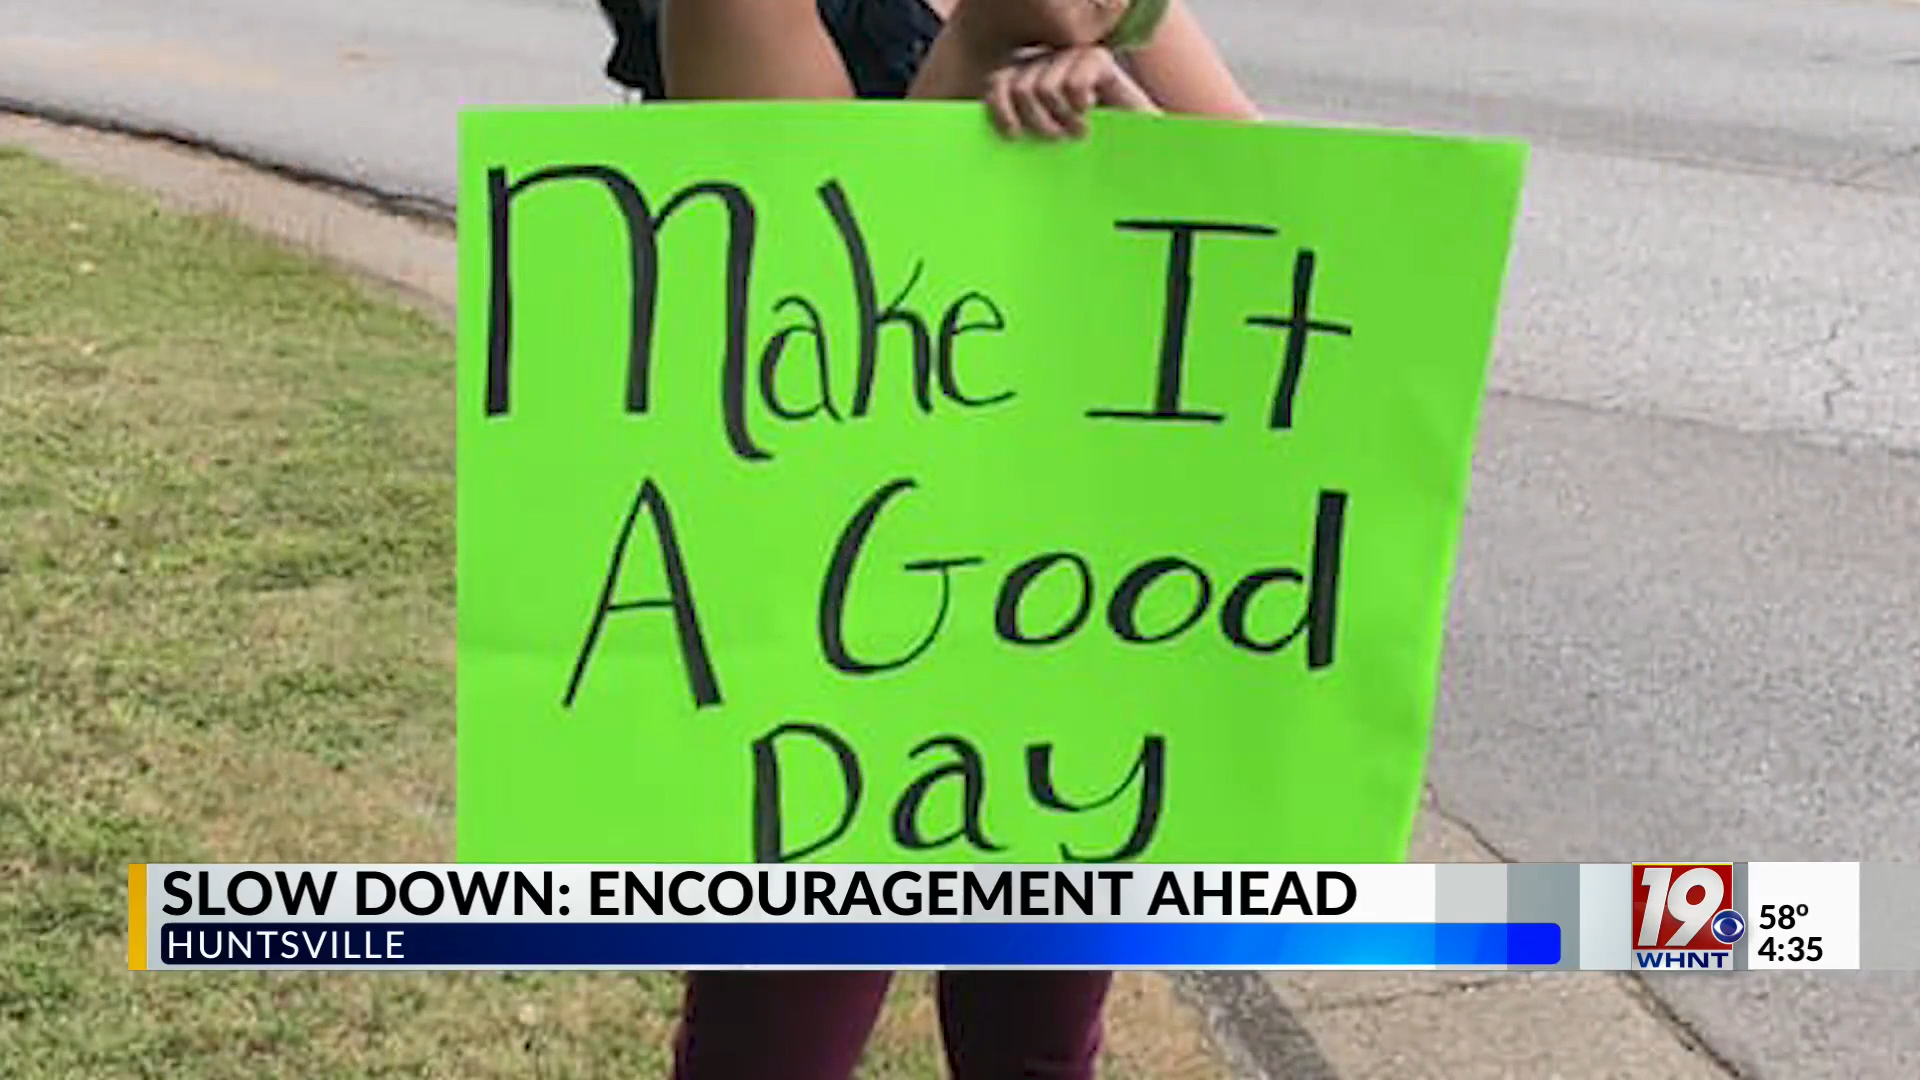 Make It
A Good
Day
SLOW DOWN: ENCOURAGEMENT AHEAD
HUNTSVILLE
19
WHNT
58°
4:35